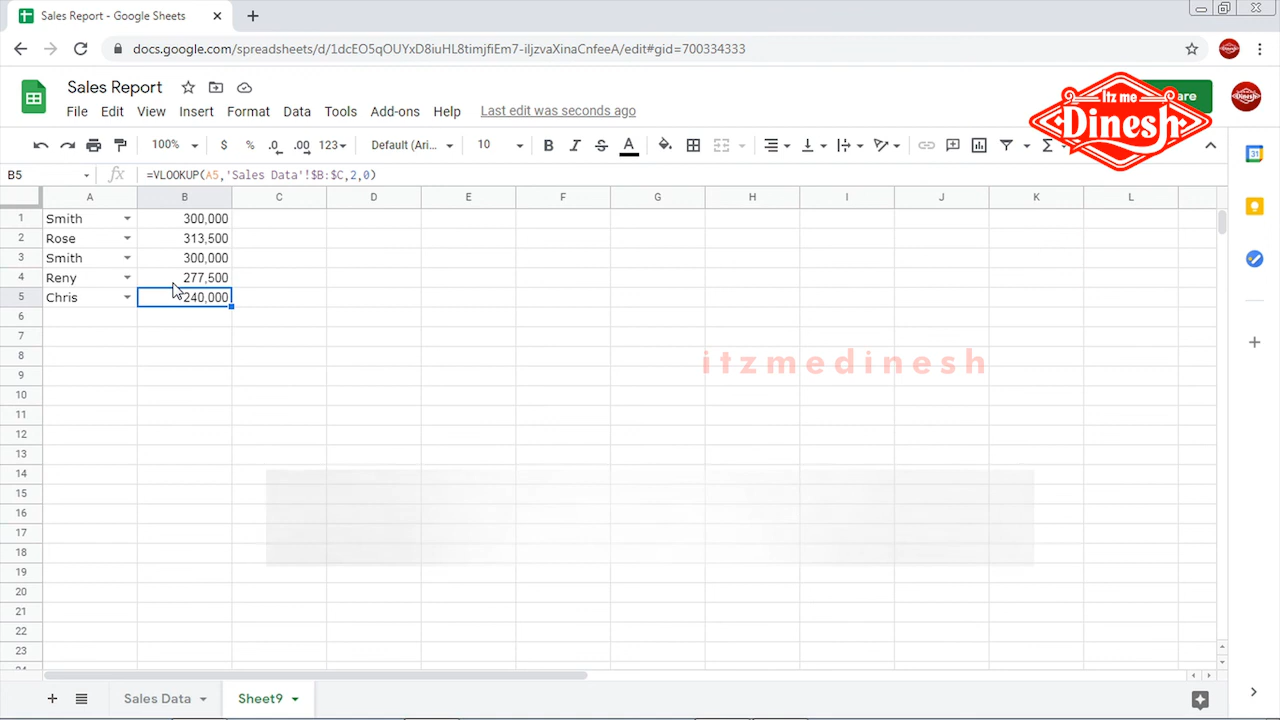 Sales Report - Google Sheets
docs.google.com/spreadsheets/d/1dcEO5qOUYxD8iuHL8timjfiEm7-iljzvaXinaCnfeeA/edit#gid=700334333
Sales Report
File Edit View Insert Format Data Tools Add-ons Help Last edit was seconds ago
Itz me
Dinesh
are
Dinesh
100% $ % .0 .00 123 Default (Ari... 10 B I S A
31
B5 fx =VLOOKUP(A5,'Sales Data'!$B:$C,2,0)
A B C D E F G H I J K L
1 Smith 300,000
2 Rose 313,500
3 Smith 300,000
4 Reny 277,500
5 Chris 240,000
6
7
8
itzmedinesh
9
10
11
12
13
14
15
16
17
18
19
20
21
22
23
Sales Data Sheet9